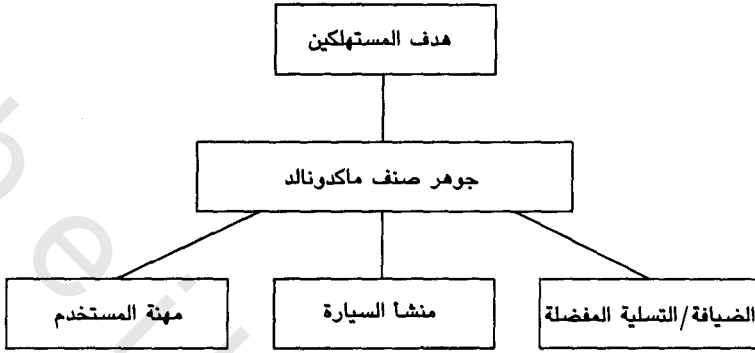 هدف المستهلكين
جوهر صنف ماكدونالد
الضيافة/التسلية المفضلة
منشأ السيارة
مهنة المستخدم